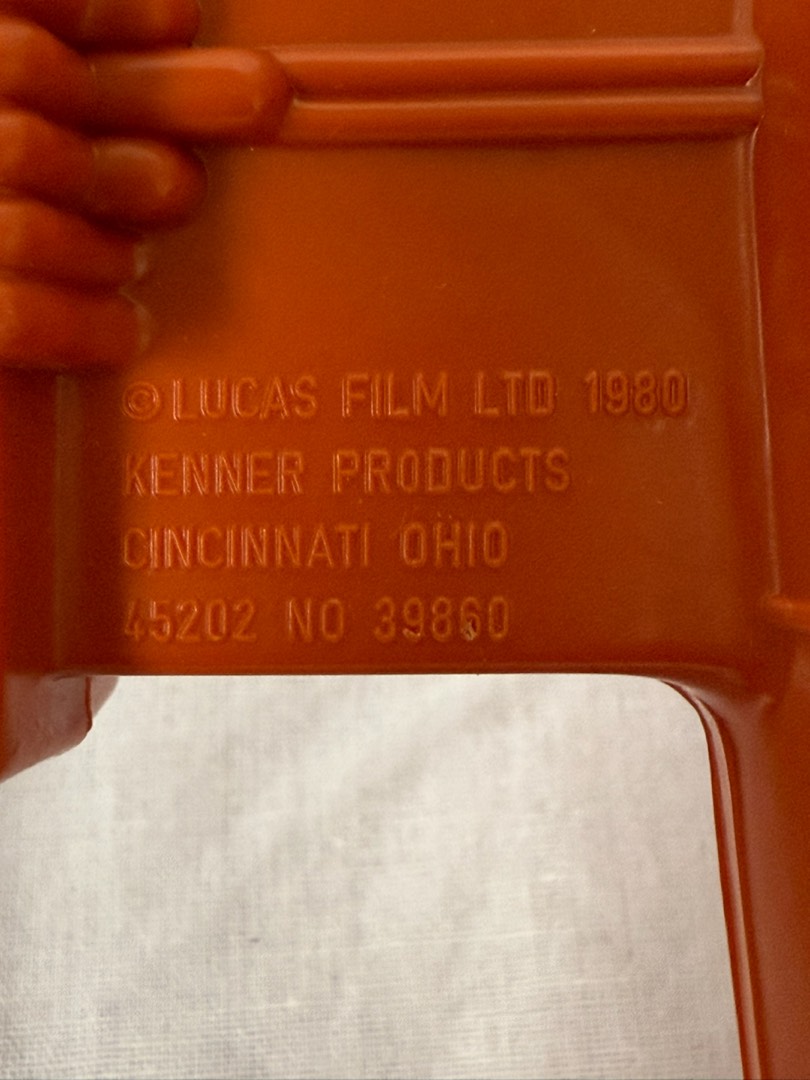 ©LUCAS FILM LTD 1980
KENNER PRODUCTS
CINCINNATI OHIO
45202 NO 39860